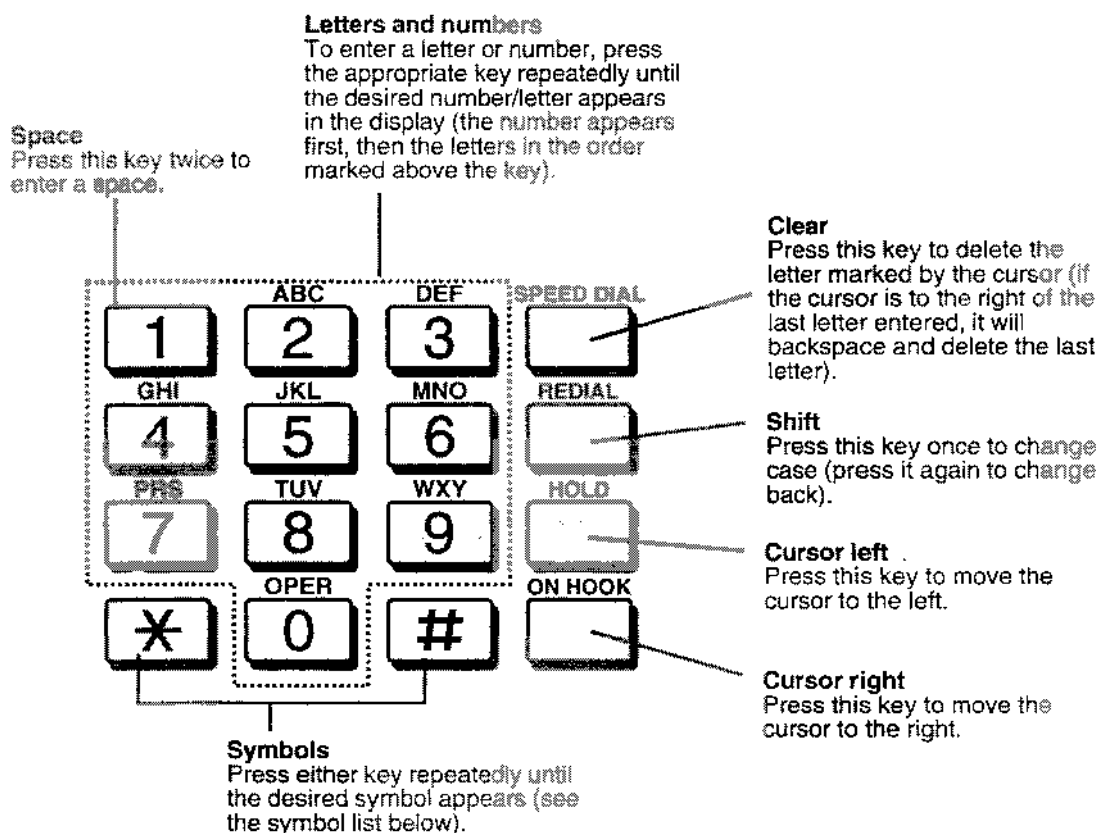 Letters and numbers
To enter a letter or number, press
the appropriate key repeatedly until
the desired number/letter appears
in the display (the number appears
first, then the letters in the order
marked above the key).
Space
Press this key twice to
enter a space.
Clear
Press this key to delete the
letter marked by the cursor (if
the cursor is to the right of the
last letter entered, it will
backspace and delete the last
letter).
ABC DEF SPEED DIAL
1 2 3
GHI JKL MNO REDIAL
4 5 6
Shift
Press this key once to change
case (press it again to change
back).
PRS TUV WXY HOLD
7 8 9
Cursor left
Press this key to move the
cursor to the left.
OPER ON HOOK
* 0 #
Cursor right
Press this key to move the
cursor to the right.
Symbols
Press either key repeatedly until
the desired symbol appears (see
the symbol list below).